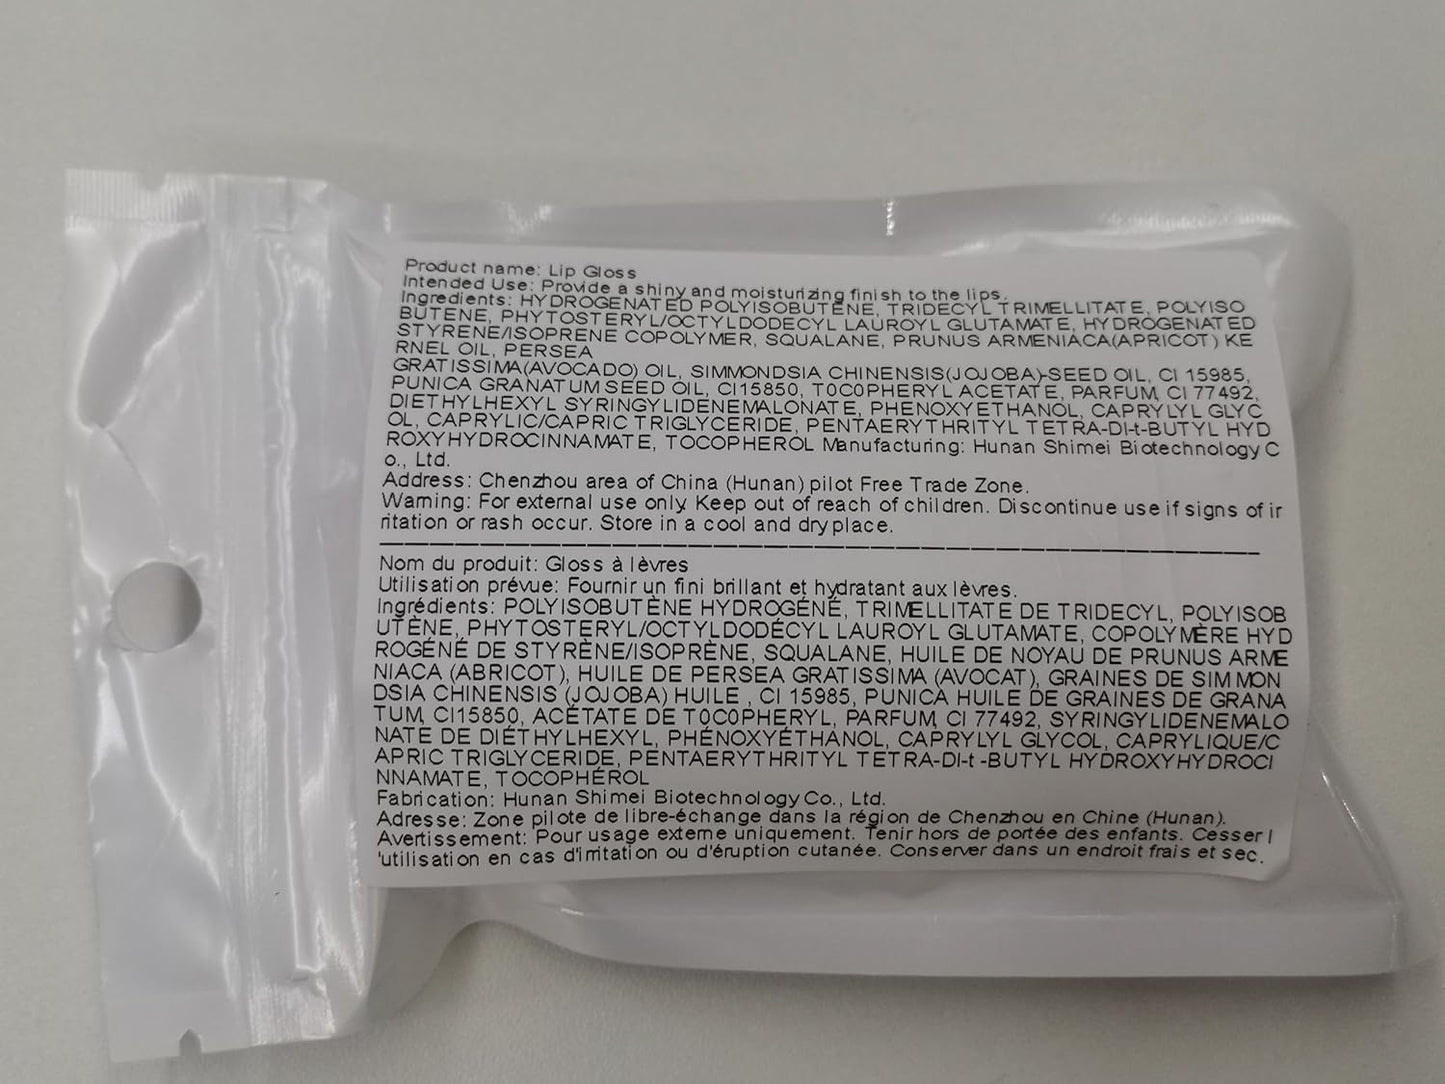 Product name: Lip Gloss
Intended Use: Provide a shiny and moisturizing finish to the lips.
Ingredients: HYDROGENATED POLYISOBUTENE, TRIDECYL TRIMELLITATE, POLYISO
BUTENE, PHYTOSTERYL/OCTYLDODECYL LAUROYL GLUTAMATE, HYDROGENATED
STYRENE/ISOPRENE COPOLYMER, SQUALANE, PRUNUS ARMENIACA(APRICOT) KE
RNEL OIL, PERSEA
GRATISSIMA(AVOCADO) OIL, SIMMONDSIA CHINENSIS(JOJOBA)-SEED OIL, CI 15985,
PUNICA GRANATUM SEED OIL, CI15850, T0C0PHERYL ACETATE, PARFUM, CI 77492,
DIETHYLHEXYL SYRINGYLIDENEMALONATE, PHENOXYETHANOL, CAPRYLYL GLYC
OL, CAPRYLIC/CAPRIC TRIGLYCERIDE, PENTAERYTHRITYL TETRA-DI-t-BUTYL HYD
ROXYHYDROCINNAMATE, TOCOPHEROL Manufacturing: Hunan Shimei Biotechnology C
o., Ltd.
Address: Chenzhou area of China (Hunan) pilot Free Trade Zone.
Warning: For external use only. Keep out of reach of children. Discontinue use if signs of ir
ritation or rash occur. Store in a cool and dry place.
Nom du produit: Gloss à lèvres
Utilisation prévue: Fournir un fini brillant et hydratant aux lèvres.
Ingrédients: POLYISOBUTÈNE HYDROGÉNÉ, TRIMELLITATE DE TRIDECYL, POLYISOB
UTÈNE, PHYTOSTERYL/OCTYLDODÉCYL LAUROYL GLUTAMATE, COPOLYMÈRE HYD
ROGÉNÉ DE STYRÈNE/ISOPRÈNE, SQUALANE, HUILE DE NOYAU DE PRUNUS ARME
NIACA (ABRICOT), HUILE DE PERSEA GRATISSIMA (AVOCAT), GRAINES DE SIMMON
DSIA CHINENSIS (JOJOBA) HUILE , CI 15985, PUNICA HUILE DE GRAINES DE GRANA
TUM, CI15850, ACÉTATE DE T0C0PHERYL, PARFUM, CI 77492, SYRINGYLIDENEMALO
NATE DE DIÉTHYLHEXYL, PHÉNOXYÉTHANOL, CAPRYLYL GLYCOL, CAPRYLIQUE/C
APRIC TRIGLYCERIDE, PENTAERYTHRITYL TETRA-DI-t -BUTYL HYDROXYHYDROCI
NNAMATE, TOCOPHÉROL
Fabrication: Hunan Shimei Biotechnology Co., Ltd.
Adresse: Zone pilote de libre-échange dans la région de Chenzhou en Chine (Hunan).
Avertissement: Pour usage externe uniquement. Tenir hors de portée des enfants. Cesser l
'utilisation en cas d'irritation ou d'éruption cutanée. Conserver dans un endroit frais et sec.